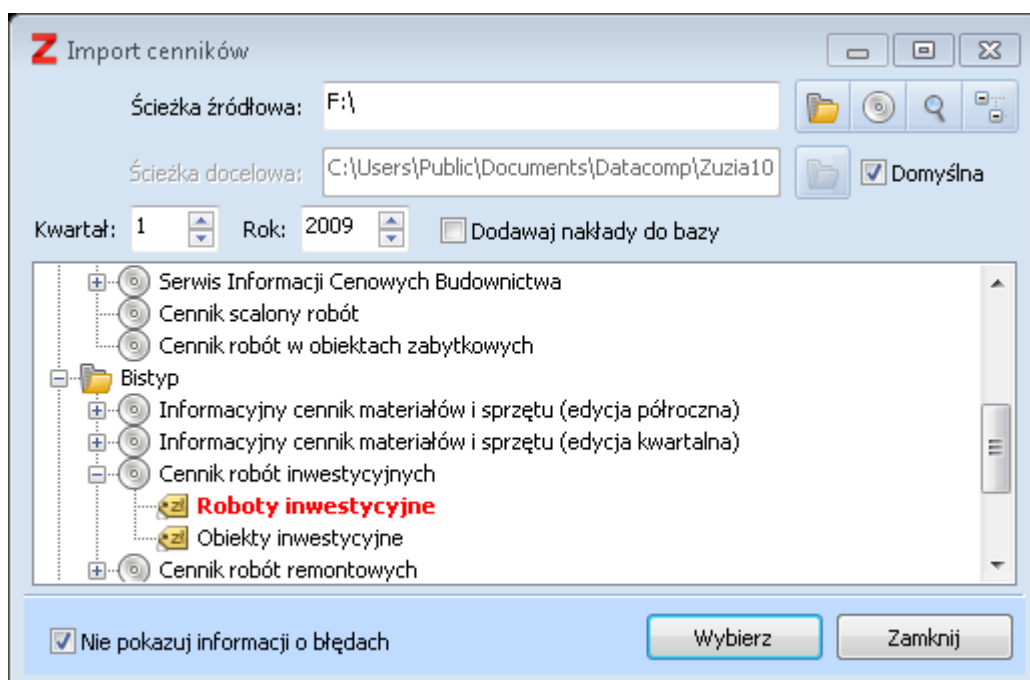 Z Import cenników
Ścieżka źródłowa: F:\
Ścieżka docelowa: C:\Users\Public\Documents\Datacomp\Zuzia10 Domyślna
Kwartał: 1 Rok: 2009 Dodawaj nakłady do bazy
Serwis Informacji Cenowych Budownictwa
Cennik scalony robót
Cennik robót w obiektach zabytkowych
Bistyp
Informacyjny cennik materiałów i sprzętu (edycja półroczna)
Informacyjny cennik materiałów i sprzętu (edycja kwartalna)
Cennik robót inwestycyjnych
zł Roboty inwestycyjne
zł Obiekty inwestycyjne
Cennik robót remontowych
Nie pokazuj informacji o błędach Wybierz Zamknij